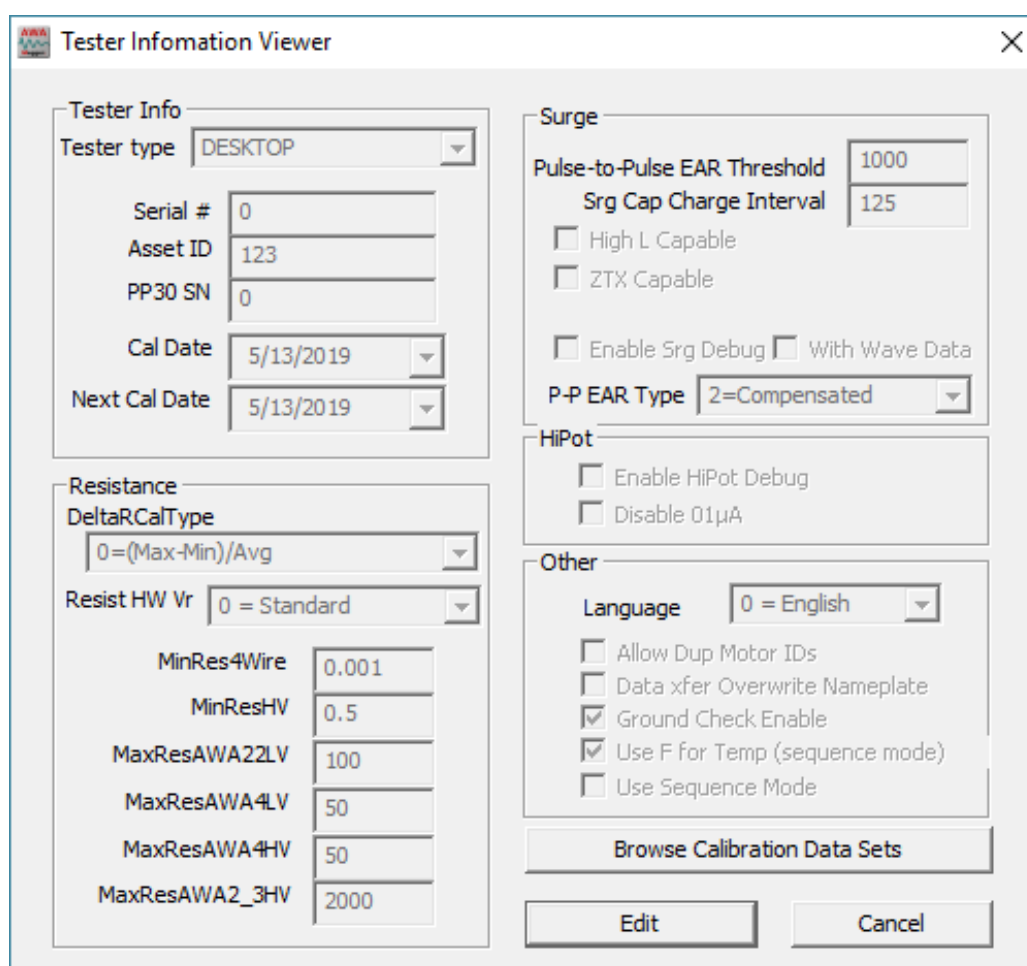 Tester Infomation Viewer
Tester Info
Tester type DESKTOP
Serial # 0
Asset ID 123
PP30 SN 0
Cal Date 5/13/2019
Next Cal Date 5/13/2019
Resistance
DeltaRCalType
0=(Max-Min)/Avg
Resist HW Vr 0 = Standard
MinRes4Wire 0.001
MinResHV 0.5
MaxResAWA22LV 100
MaxResAWA4LV 50
MaxResAWA4HV 50
MaxResAWA2_3HV 2000
Surge
Pulse-to-Pulse EAR Threshold 1000
Srg Cap Charge Interval 125
High L Capable
ZTX Capable
Enable Srg Debug With Wave Data
P-P EAR Type 2=Compensated
HiPot
Enable HiPot Debug
Disable 01µA
Other
Language 0 = English
Allow Dup Motor IDs
Data xfer Overwrite Nameplate
Ground Check Enable
Use F for Temp (sequence mode)
Use Sequence Mode
Browse Calibration Data Sets
Edit Cancel